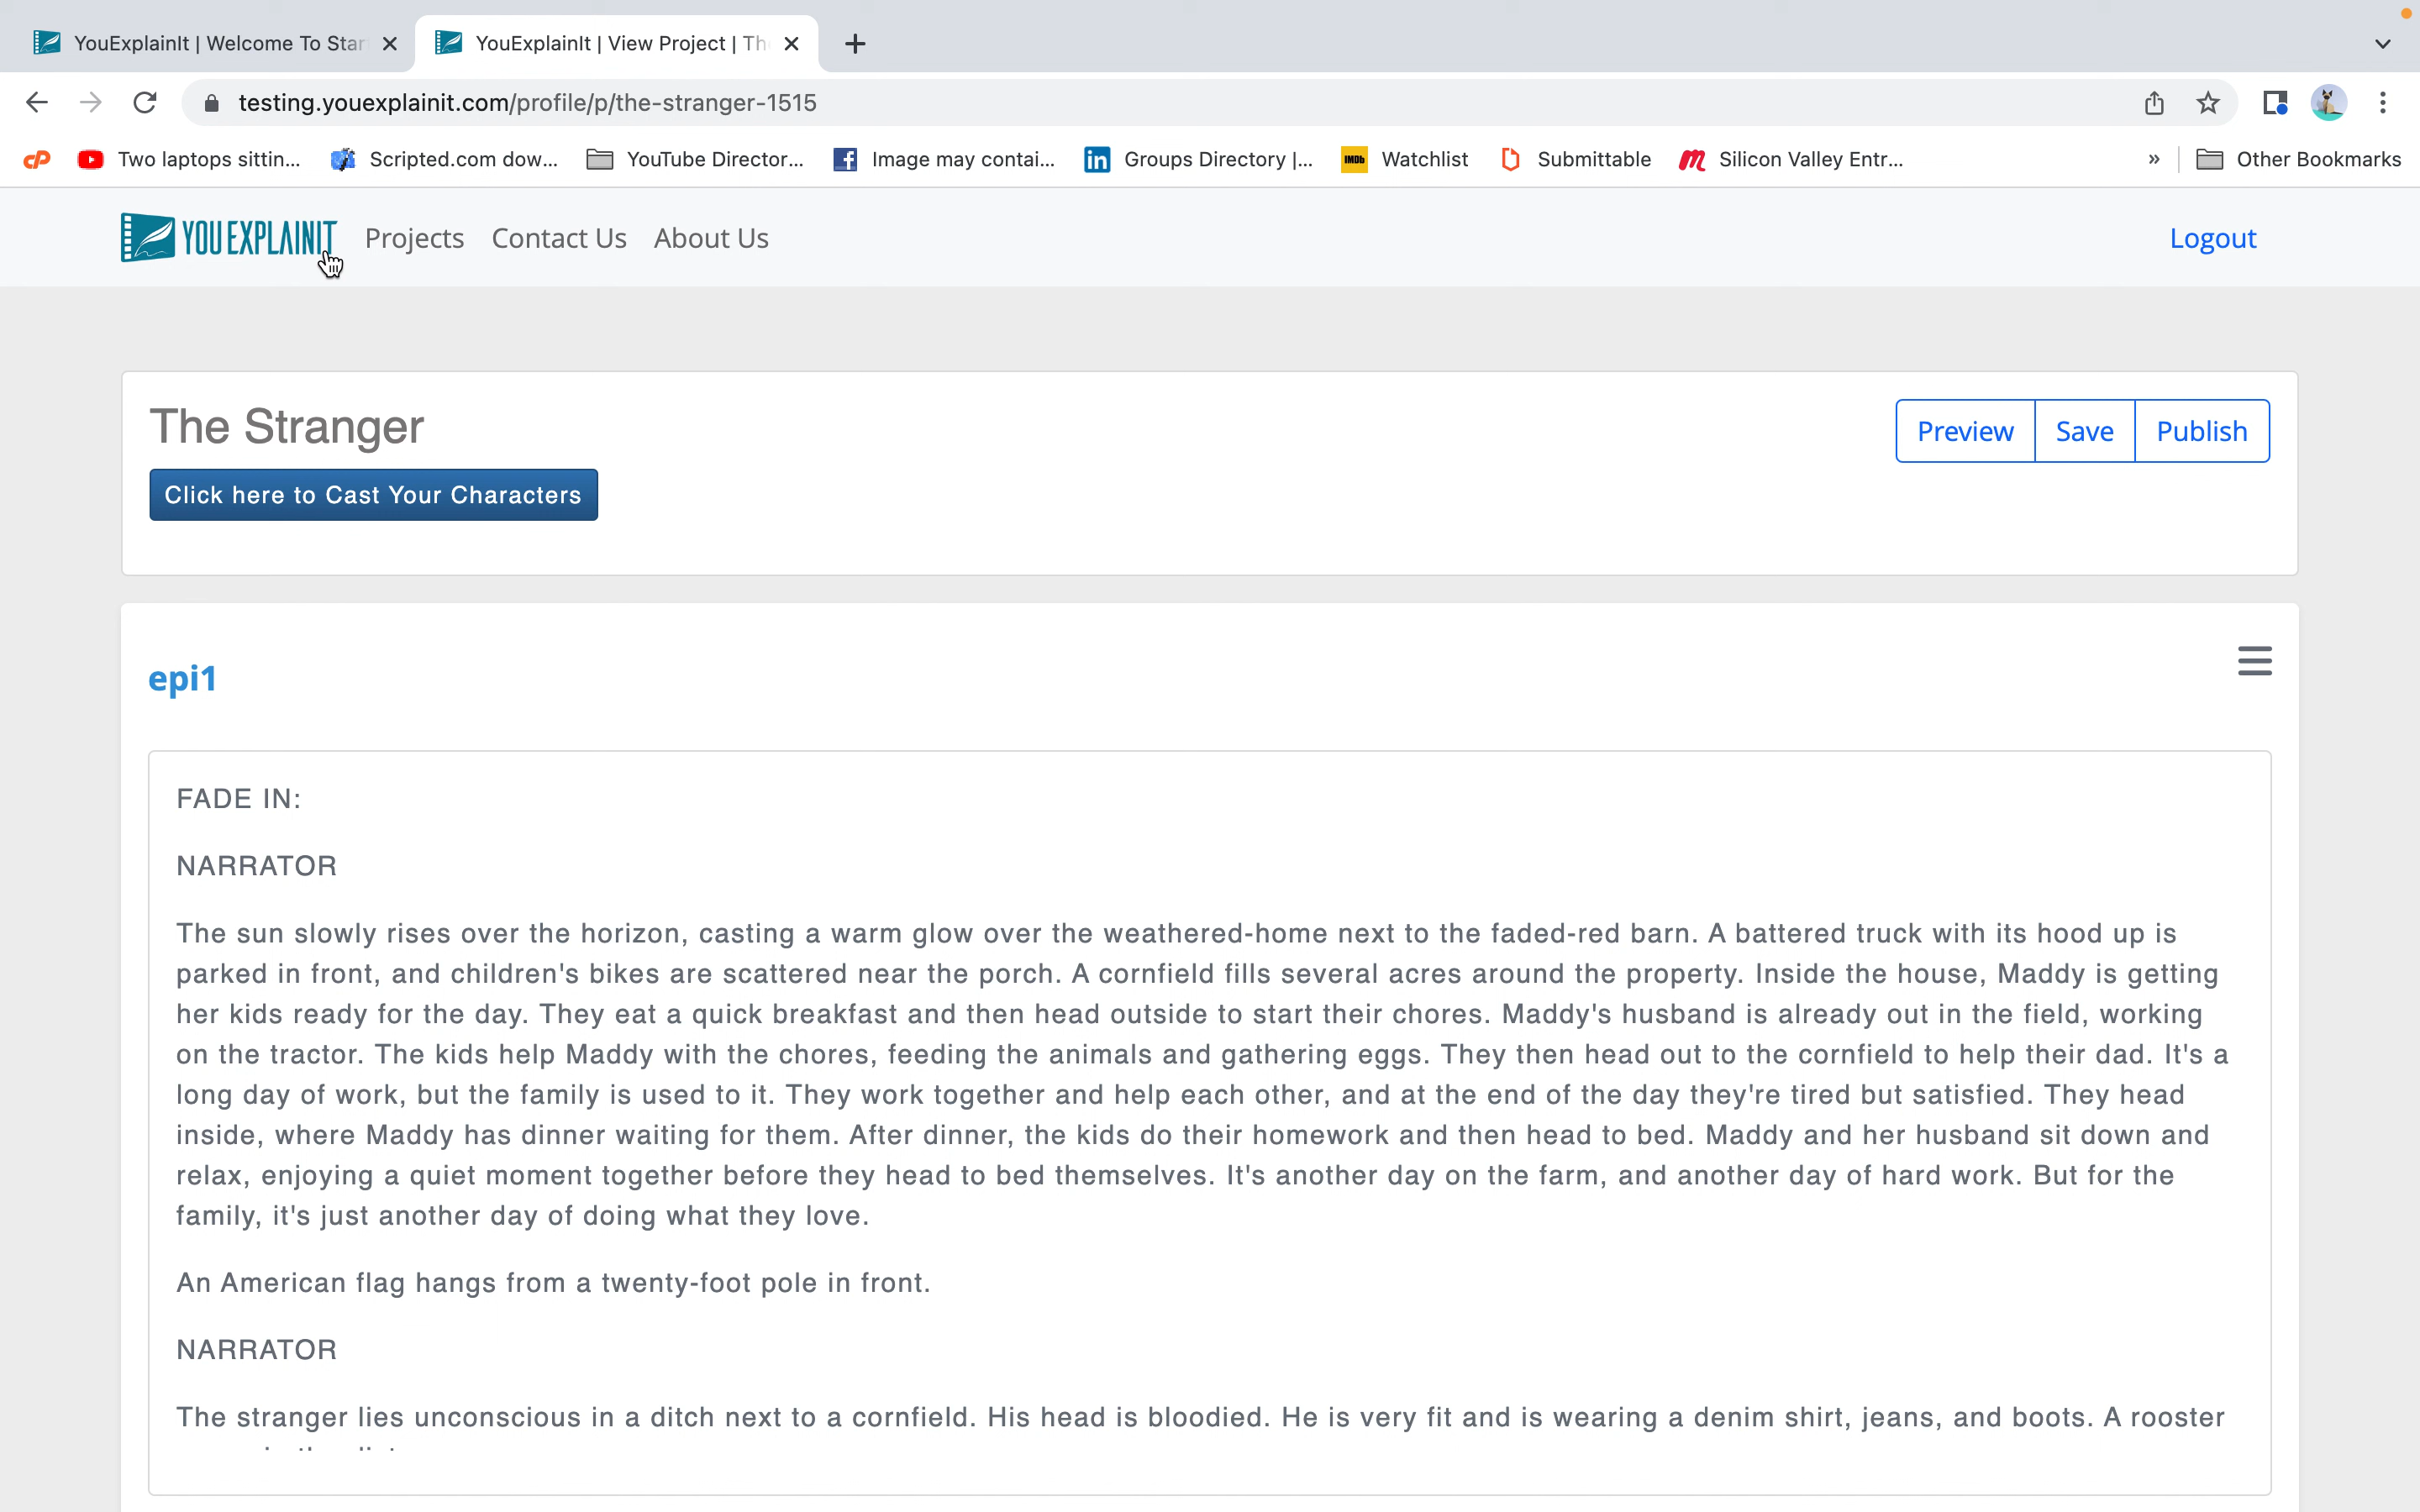 YouExplainIt | Welcome To Star
YouExplainIt | View Project | Th
testing.youexplainit.com/profile/p/the-stranger-1515
cP
Two laptops sittin...
Scripted.com dow...
YouTube Director...
Image may contai...
Groups Directory |...
IMDb Watchlist
Submittable
Silicon Valley Entr...
»
Other Bookmarks
YOUEXPLAINIT
Projects
Contact Us
About Us
Logout
The Stranger
Preview
Save
Publish
Click here to Cast Your Characters
epi1
FADE IN:
NARRATOR
The sun slowly rises over the horizon, casting a warm glow over the weathered-home next to the faded-red barn. A battered truck with its hood up is
parked in front, and children's bikes are scattered near the porch. A cornfield fills several acres around the property. Inside the house, Maddy is getting
her kids ready for the day. They eat a quick breakfast and then head outside to start their chores. Maddy's husband is already out in the field, working
on the tractor. The kids help Maddy with the chores, feeding the animals and gathering eggs. They then head out to the cornfield to help their dad. It's a
long day of work, but the family is used to it. They work together and help each other, and at the end of the day they're tired but satisfied. They head
inside, where Maddy has dinner waiting for them. After dinner, the kids do their homework and then head to bed. Maddy and her husband sit down and
relax, enjoying a quiet moment together before they head to bed themselves. It's another day on the farm, and another day of hard work. But for the
family, it's just another day of doing what they love.
An American flag hangs from a twenty-foot pole in front.
NARRATOR
The stranger lies unconscious in a ditch next to a cornfield. His head is bloodied. He is very fit and is wearing a denim shirt, jeans, and boots. A rooster